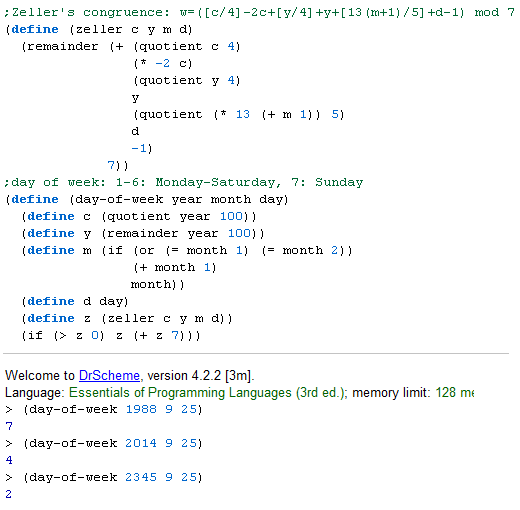 ;Zeller's congruence: w=([c/4]-2c+[y/4]+y+[13(m+1)/5]+d-1) mod 7
(define (zeller c y m d)
  (remainder (+ (quotient c 4)
                (* -2 c)
                (quotient y 4)
                y
                (quotient (* 13 (+ m 1)) 5)
                d
                -1)
             7))
;day of week: 1-6: Monday-Saturday, 7: Sunday
(define (day-of-week year month day)
  (define c (quotient year 100))
  (define y (remainder year 100))
  (define m (if (or (= month 1) (= month 2))
                (+ month 1)
                month))
  (define d day)
  (define z (zeller c y m d))
  (if (> z 0) z (+ z 7)))
Welcome to DrScheme, version 4.2.2 [3m].
Language: Essentials of Programming Languages (3rd ed.); memory limit: 128 me
> (day-of-week 1988 9 25)
7
> (day-of-week 2014 9 25)
4
> (day-of-week 2345 9 25)
2